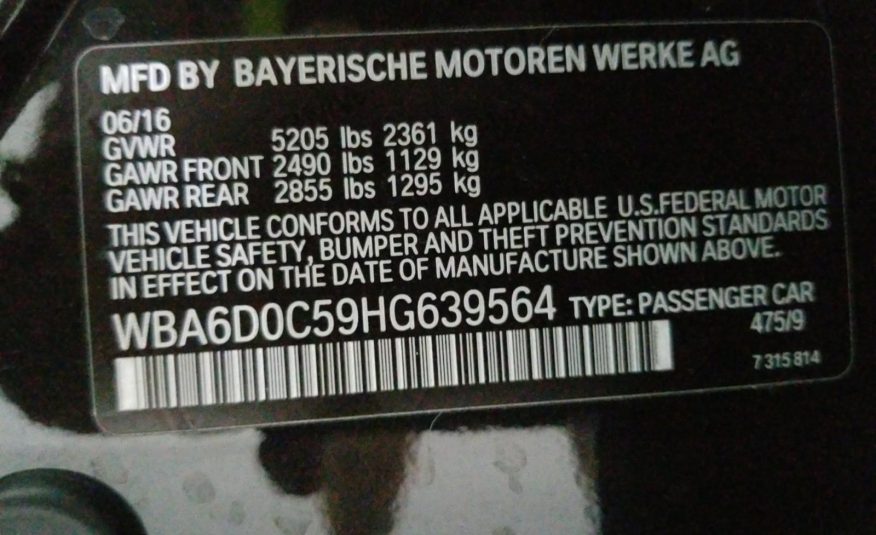 MFD BY BAYERISCHE MOTOREN WERKE AG
06/16
GVWR 5205 lbs 2361 kg
GAWR FRONT 2490 lbs 1129 kg
GAWR REAR 2855 lbs 1295 kg
THIS VEHICLE CONFORMS TO ALL APPLICABLE U.S.FEDERAL MOTOR
VEHICLE SAFETY, BUMPER AND THEFT PREVENTION STANDARDS
IN EFFECT ON THE DATE OF MANUFACTURE SHOWN ABOVE.
WBA6D0C59HG639564 TYPE: PASSENGER CAR
475/9
7 315 814